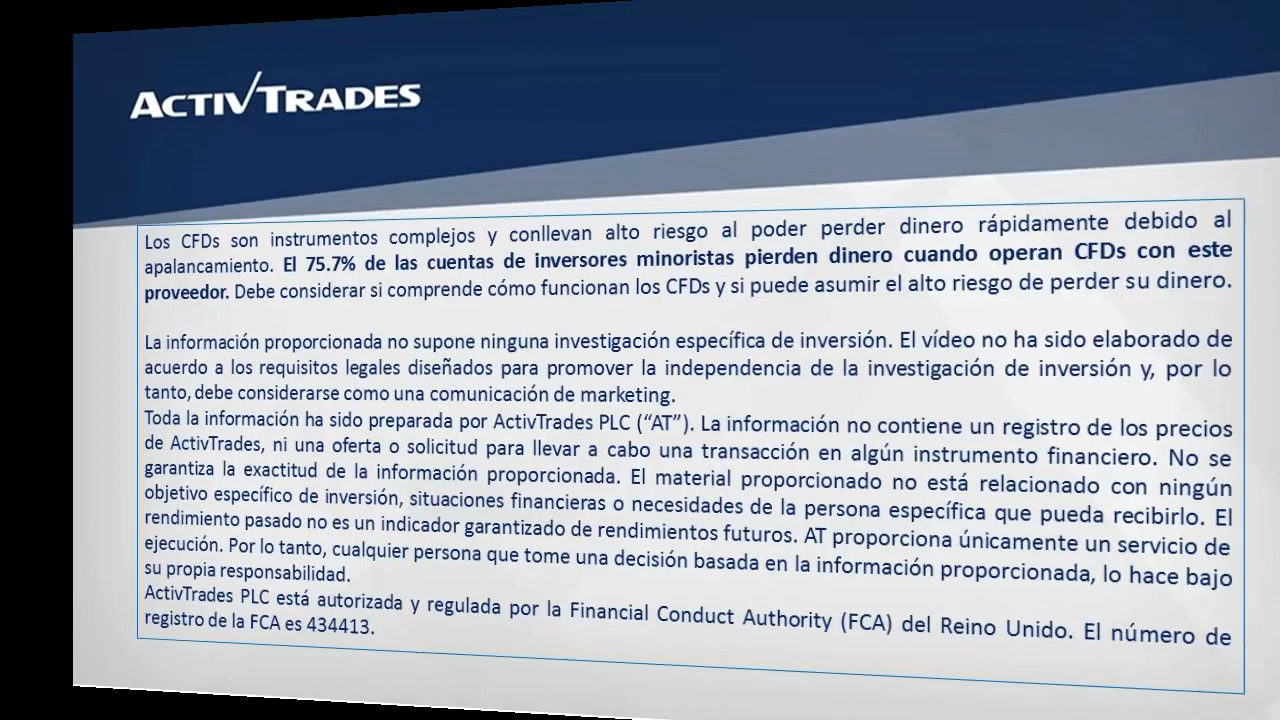 ACTIVTRADES
Los CFDs son instrumentos complejos y conllevan alto riesgo al poder perder dinero rápidamente debido al
apalancamiento. El 75.7% de las cuentas de inversores minoristas pierden dinero cuando operan CFDs con este
proveedor. Debe considerar si comprende cómo funcionan los CFDs y si puede asumir el alto riesgo de perder su dinero.
La información proporcionada no supone ninguna investigación específica de inversión. El vídeo no ha sido elaborado de
acuerdo a los requisitos legales diseñados para promover la independencia de la investigación de inversión y, por lo
tanto, debe considerarse como una comunicación de marketing.
Toda la información ha sido preparada por ActivTrades PLC (“AT”). La información no contiene un registro de los precios
de ActivTrades, ni una oferta o solicitud para llevar a cabo una transacción en algún instrumento financiero. No se
garantiza la exactitud de la información proporcionada. El material proporcionado no está relacionado con ningún
objetivo específico de inversión, situaciones financieras o necesidades de la persona específica que pueda recibirlo. El
rendimiento pasado no es un indicador garantizado de rendimientos futuros. AT proporciona únicamente un servicio de
ejecución. Por lo tanto, cualquier persona que tome una decisión basada en la información proporcionada, lo hace bajo
su propia responsabilidad.
ActivTrades PLC está autorizada y regulada por la Financial Conduct Authority (FCA) del Reino Unido. El número de
registro de la FCA es 434413.